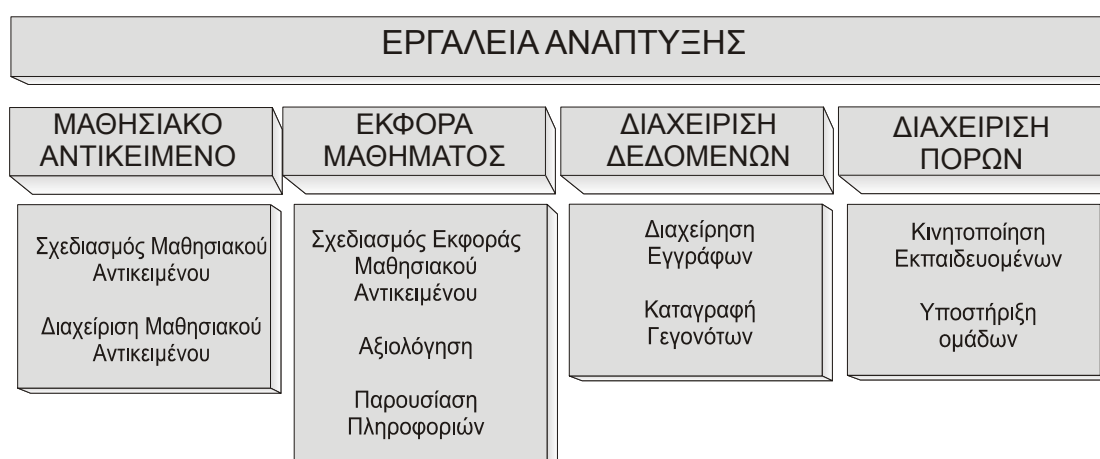 ΕΡΓΑΛΕΙΑ ΑΝΑΠΤΥΞΗΣ
ΜΑΘΗΣΙΑΚΟ
ΑΝΤΙΚΕΙΜΕΝΟ
Σχεδιασμός Μαθησιακού
Αντικειμένου
Διαχείριση Μαθησιακού
Αντικειμένου
ΕΚΦΟΡΑ
ΜΑΘΗΜΑΤΟΣ
Σχεδιασμός Εκφοράς
Μαθησιακού
Αντικειμένου
Αξιολόγηση
Παρουσίαση
Πληροφοριών
ΔΙΑΧΕΙΡΙΣΗ
ΔΕΔΟΜΕΝΩΝ
Διαχείρηση
Εγγράφων
Καταγραφή
Γεγονότων
ΔΙΑΧΕΙΡΙΣΗ
ΠΟΡΩΝ
Κινητοποίηση
Εκπαιδευομένων
Υποστήριξη
ομάδων